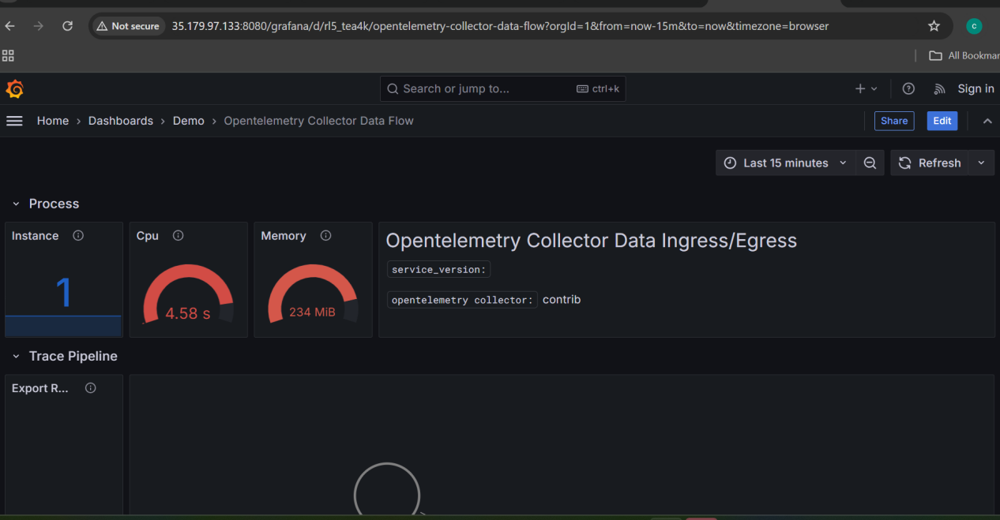 Not secure 35.179.97.133:8080/grafana/d/rl5_tea4k/opentelemetry-collector-data-flow?orgId=1&from=now-15m&to=now&timezone=browser
c
All Bookmar
Search or jump to... ctrl+k
Sign in
Home › Dashboards › Demo › Opentelemetry Collector Data Flow
Share Edit
Last 15 minutes Refresh
Process
Instance
1
Cpu
4.58 s
Memory
234 MiB
Opentelemetry Collector Data Ingress/Egress
service_version:
opentelemetry collector: contrib
Trace Pipeline
Export R...